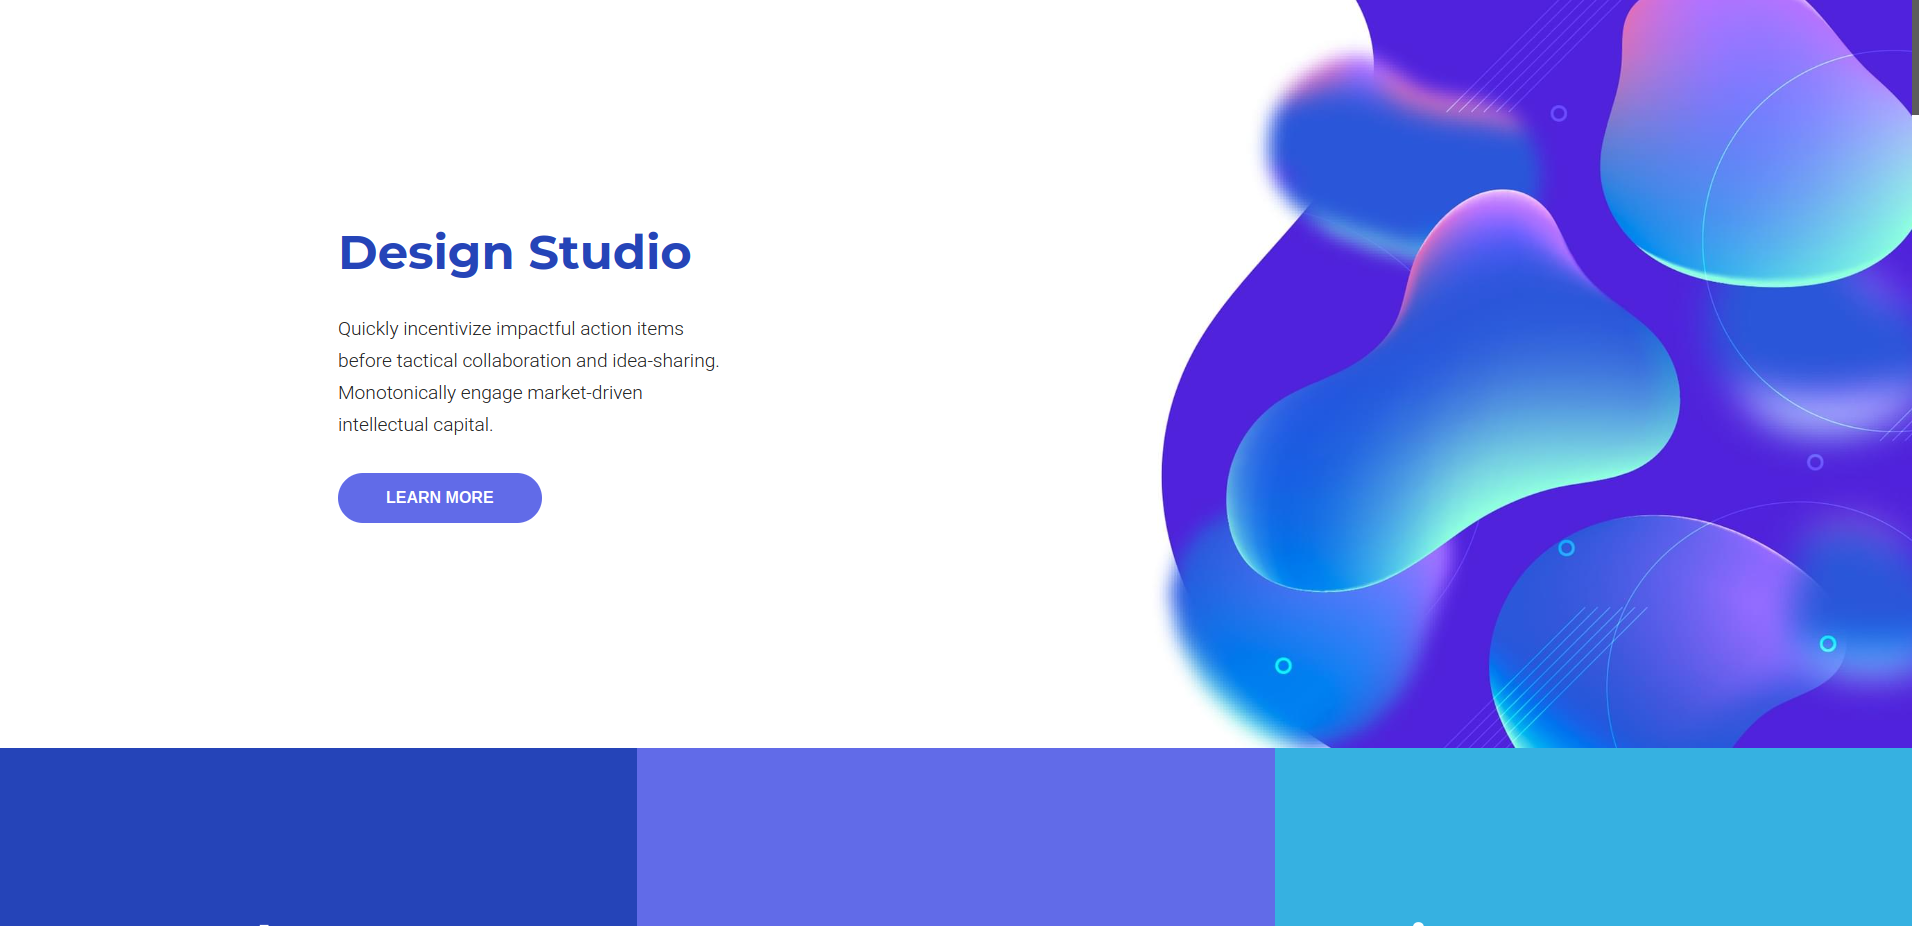 Design Studio
Quickly incentivize impactful action items
before tactical collaboration and idea-sharing.
Monotonically engage market-driven
intellectual capital.
LEARN MORE